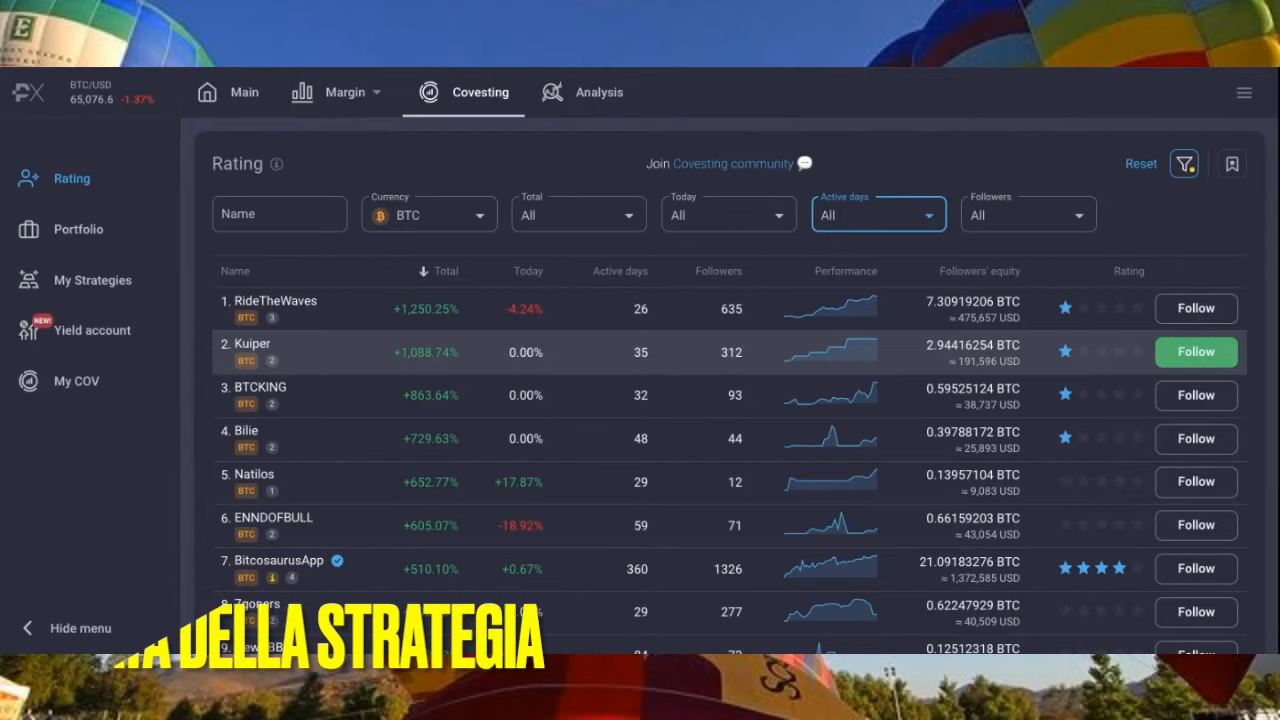 BTC/USD
65,076.6 -1.37%
Main
Margin
Covesting
Analysis
Rating
Portfolio
My Strategies
NEW!
Yield account
My COV
Hide menu
Rating
Join Covesting community
Reset
Name
Currency
BTC
Total
All
Today
All
Active days
All
Followers
All
Name Total Today Active days Followers Performance Followers' equity Rating
1. RideTheWaves +1,250.25% -4.24% 26 635 7.30919206 BTC Follow
BTC 3 ≈ 475,657 USD
2. Kuiper +1,088.74% 0.00% 35 312 2.94416254 BTC Follow
BTC 2 ≈ 191,596 USD
3. BTCKING +863.64% 0.00% 32 93 0.59525124 BTC Follow
BTC 2 ≈ 38,737 USD
4. Bilie +729.63% 0.00% 48 44 0.39788172 BTC Follow
BTC 2 ≈ 25,893 USD
5. Natilos +652.77% +17.87% 29 12 0.13957104 BTC Follow
BTC 1 ≈ 9,083 USD
6. ENNDOFBULL +605.07% -18.92% 59 71 0.66159203 BTC Follow
BTC 2 ≈ 43,054 USD
7. BitcosaurusApp +510.10% +0.67% 360 1326 21.09183276 BTC Follow
BTC i 4 ≈ 1,372,585 USD
29 277 0.62247929 BTC Follow
≈ 40,509 USD
0.12512318 BTC
DELLA STRATEGIA